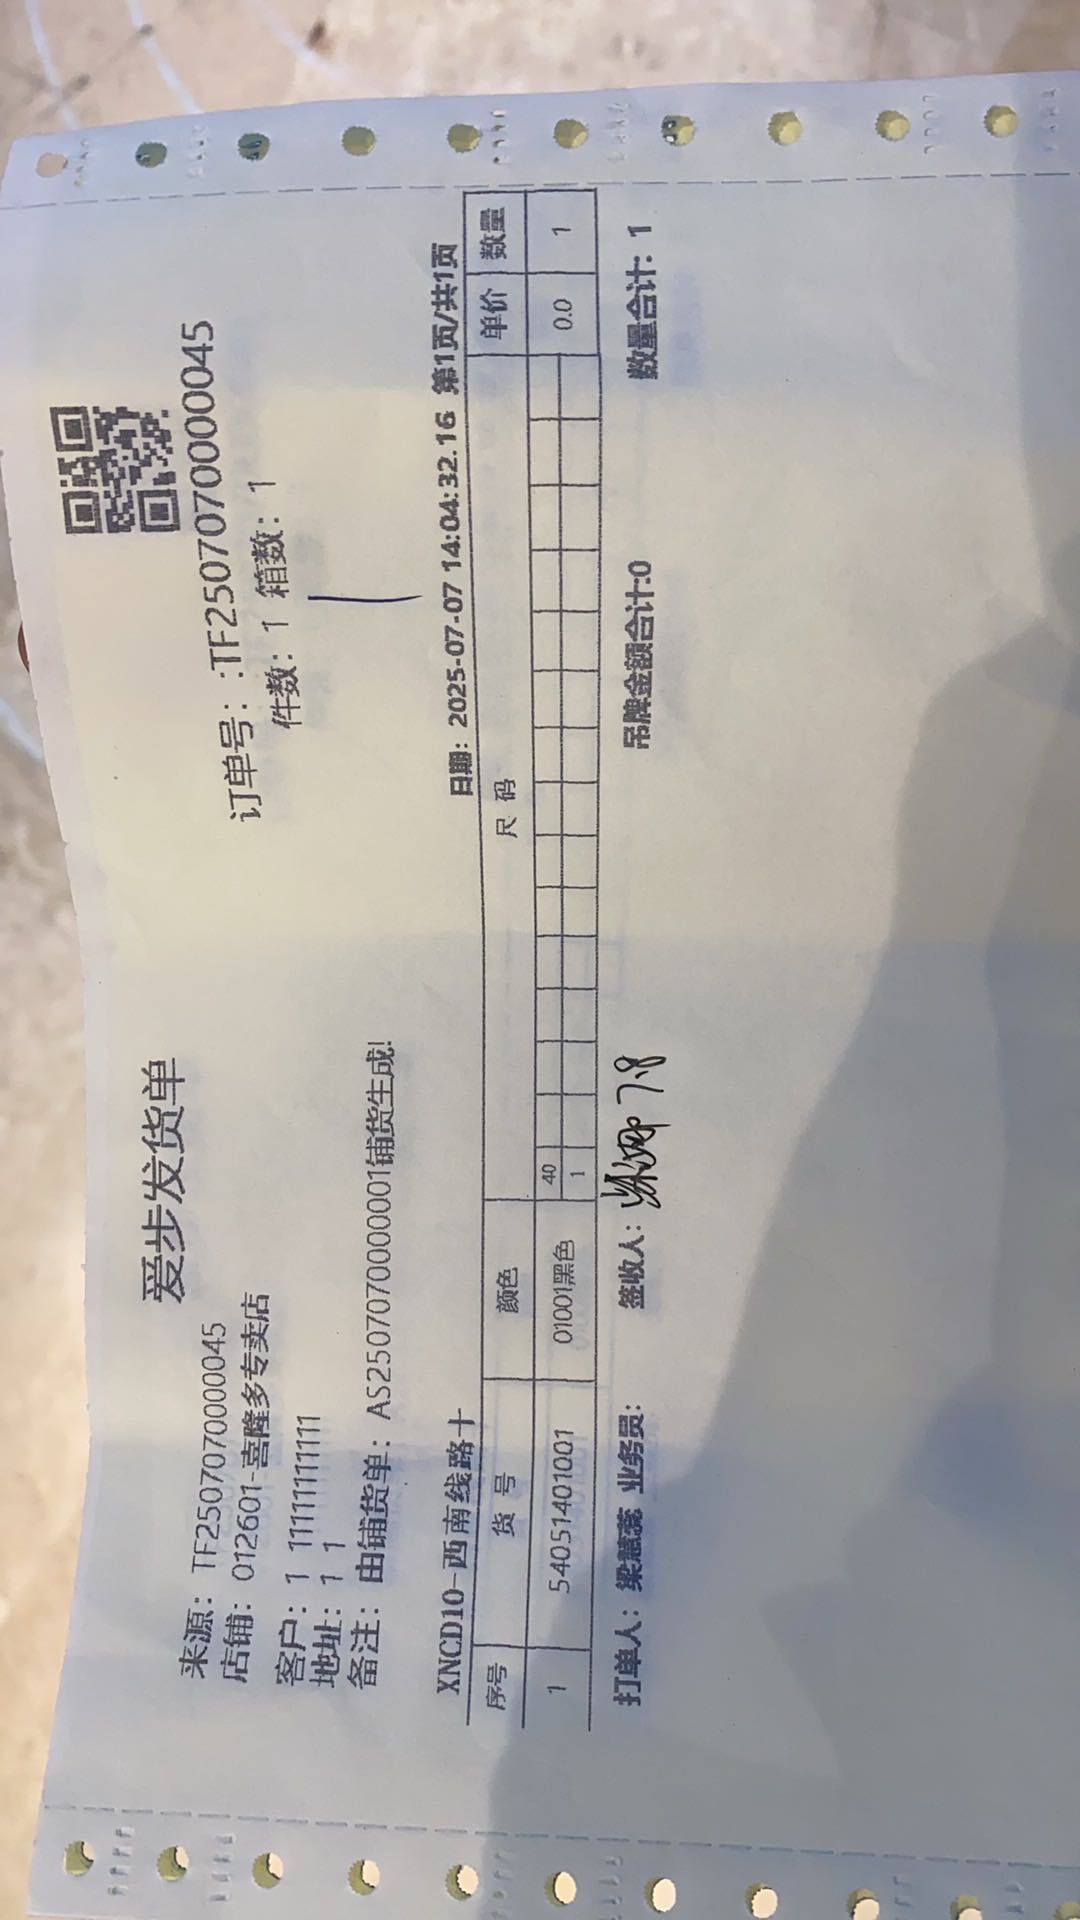 爱步发货单
来源：TF250707000045
订单号：:TF250707000045
店铺：012601-喜隆多专卖店
件数：1 箱数：1
客户：1 11111111111
地址：1 1
备注：由铺货单：AS250707000001铺货生成!
XNCD10-西南线路十 日期：2025-07-07 14:04:32.16 第1页/共1页
序号 货号 颜色 尺码 单价 数量
40
1 54051401001 01001黑色 1 0.0 1
打单人：梁慧蕊 业务员： 签收人： 7.8 吊牌金额合计:0 数量合计：1